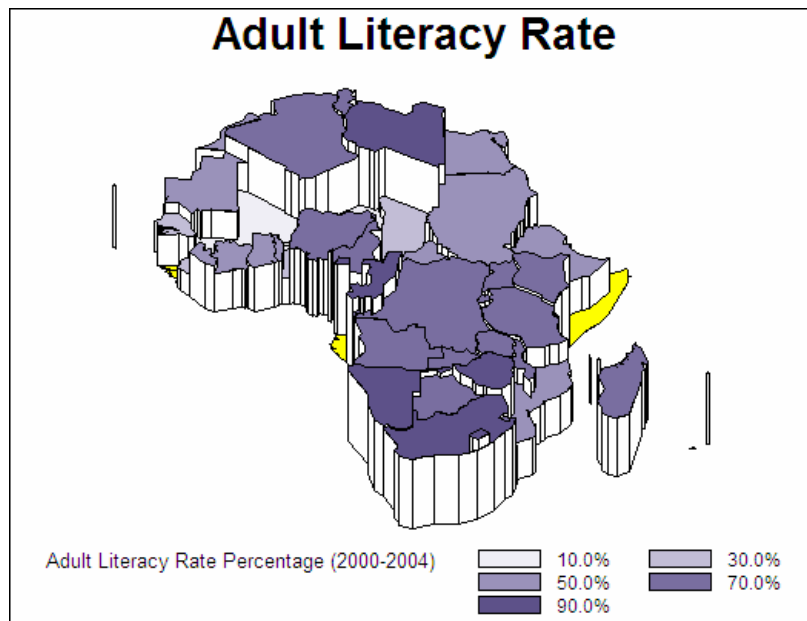 Adult Literacy Rate
Adult Literacy Rate Percentage (2000-2004)
10.0% 30.0%
50.0% 70.0%
90.0%